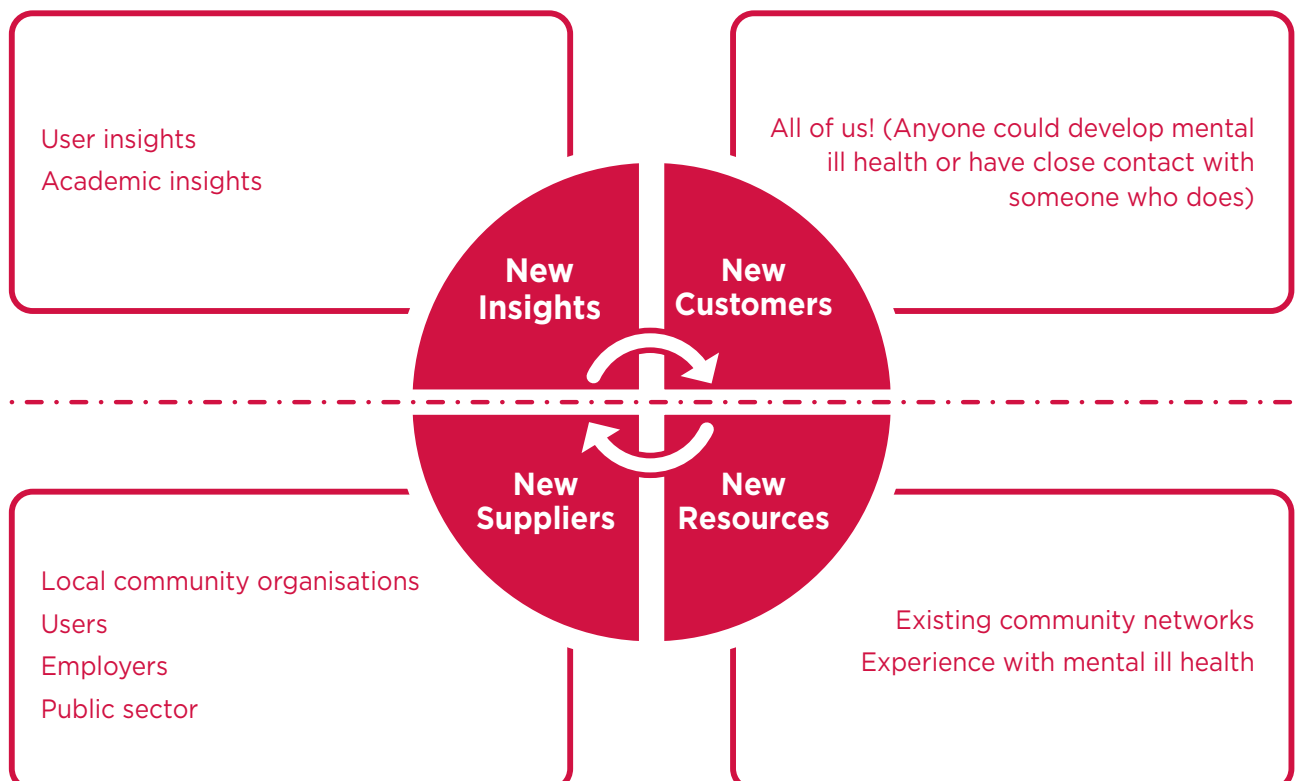 User insights
Academic insights
All of us! (Anyone could develop mental
ill health or have close contact with
someone who does)
New
Insights
New
Customers
New
Suppliers
New
Resources
Local community organisations
Users
Employers
Public sector
Existing community networks
Experience with mental ill health